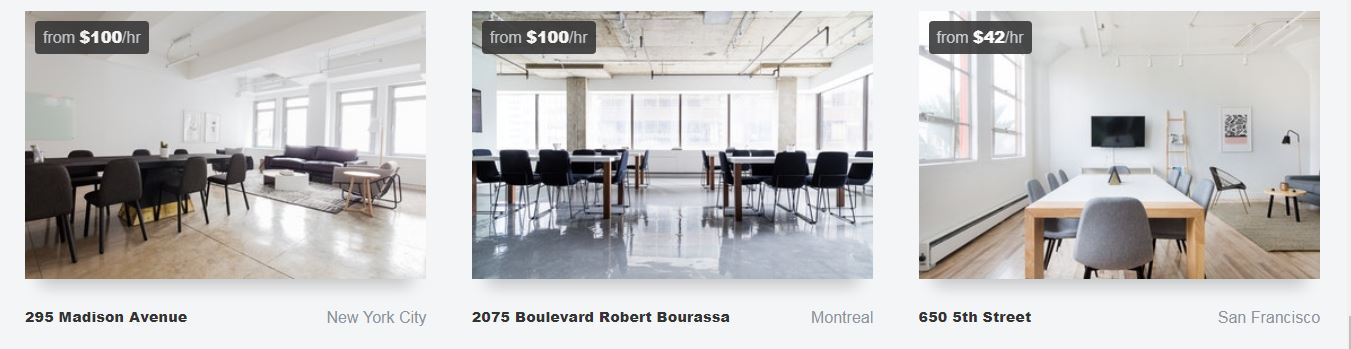 from $100/hr
from $100/hr
from $42/hr
295 Madison Avenue
New York City
2075 Boulevard Robert Bourassa
Montreal
650 5th Street
San Francisco